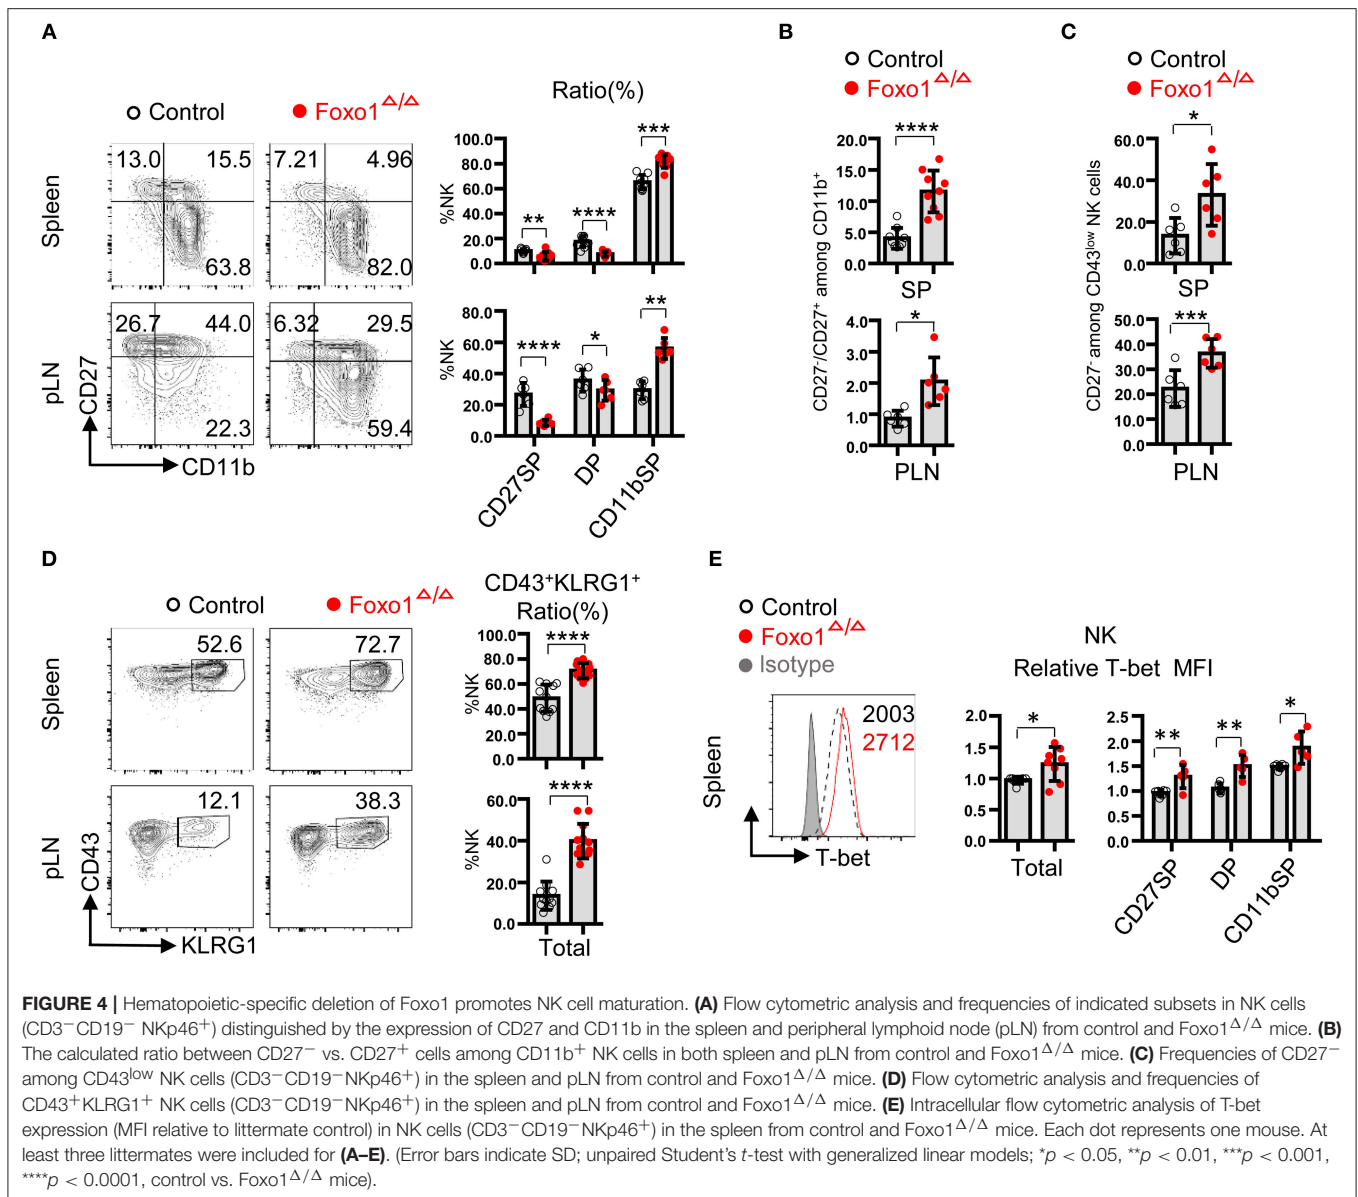 A
Control
Foxo1Δ/Δ
Ratio(%)
Spleen
13.0 15.5
63.8
7.21 4.96
82.0
pLN
26.7 44.0
22.3
6.32 29.5
59.4
CD27
CD11b
%NK
100.0
80.0
60.0
40.0
20.0
0.0
** **** ***
%NK
80.0
60.0
40.0
20.0
0.0
**** * **
CD27SP DP CD11bSP
B
Control
Foxo1Δ/Δ
CD27-/CD27+ among CD11b+
20.0
15.0
10.0
5.0
0.0
****
SP
4.0
3.0
2.0
1.0
0.0
*
PLN
C
Control
Foxo1Δ/Δ
CD27- among CD43low NK cells
60.0
40.0
20.0
0.0
*
SP
50.0
40.0
30.0
20.0
10.0
0.0
***
PLN
D
Control
Foxo1Δ/Δ
CD43+KLRG1+
Ratio(%)
Spleen
52.6
72.7
pLN
12.1
38.3
CD43
KLRG1
%NK
100.0
80.0
60.0
40.0
20.0
0.0
****
%NK
60.0
40.0
20.0
0.0
****
Total
E
Control
Foxo1Δ/Δ
Isotype
Spleen
2003
2712
T-bet
NK
Relative T-bet MFI
2.0
1.5
1.0
0.5
0.0
*
Total
2.5
2.0
1.5
1.0
0.5
0.0
** ** *
CD27SP DP CD11bSP
FIGURE 4 | Hematopoietic-specific deletion of Foxo1 promotes NK cell maturation. (A) Flow cytometric analysis and frequencies of indicated subsets in NK cells
(CD3−CD19− NKp46+) distinguished by the expression of CD27 and CD11b in the spleen and peripheral lymphoid node (pLN) from control and Foxo1Δ/Δ mice. (B)
The calculated ratio between CD27− vs. CD27+ cells among CD11b+ NK cells in both spleen and pLN from control and Foxo1Δ/Δ mice. (C) Frequencies of CD27−
among CD43low NK cells (CD3−CD19−NKp46+) in the spleen and pLN from control and Foxo1Δ/Δ mice. (D) Flow cytometric analysis and frequencies of
CD43+KLRG1+ NK cells (CD3−CD19−NKp46+) in the spleen and pLN from control and Foxo1Δ/Δ mice. (E) Intracellular flow cytometric analysis of T-bet
expression (MFI relative to littermate control) in NK cells (CD3−CD19−NKp46+) in the spleen from control and Foxo1Δ/Δ mice. Each dot represents one mouse. At
least three littermates were included for (A–E). (Error bars indicate SD; unpaired Student's t-test with generalized linear models; *p < 0.05, **p < 0.01, ***p < 0.001,
****p < 0.0001, control vs. Foxo1Δ/Δ mice).